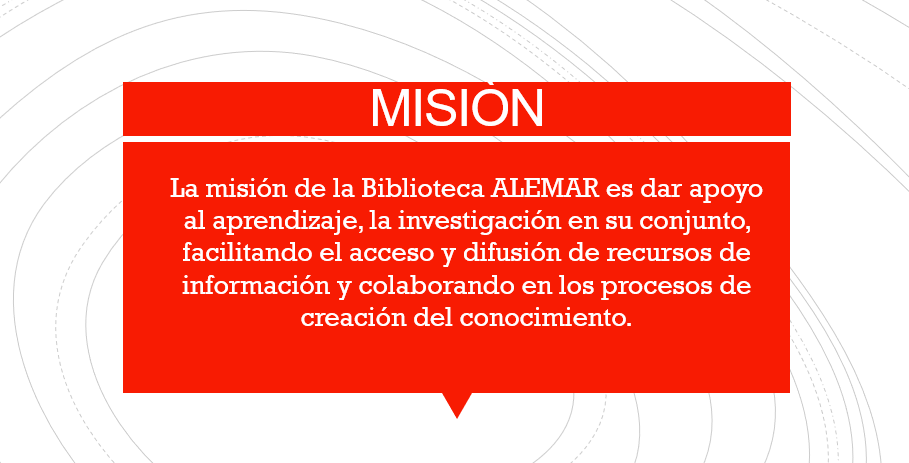 MISIÒN
La misión de la Biblioteca ALEMAR es dar apoyo
al aprendizaje, la investigación en su conjunto,
facilitando el acceso y difusión de recursos de
información y colaborando en los procesos de
creación del conocimiento.